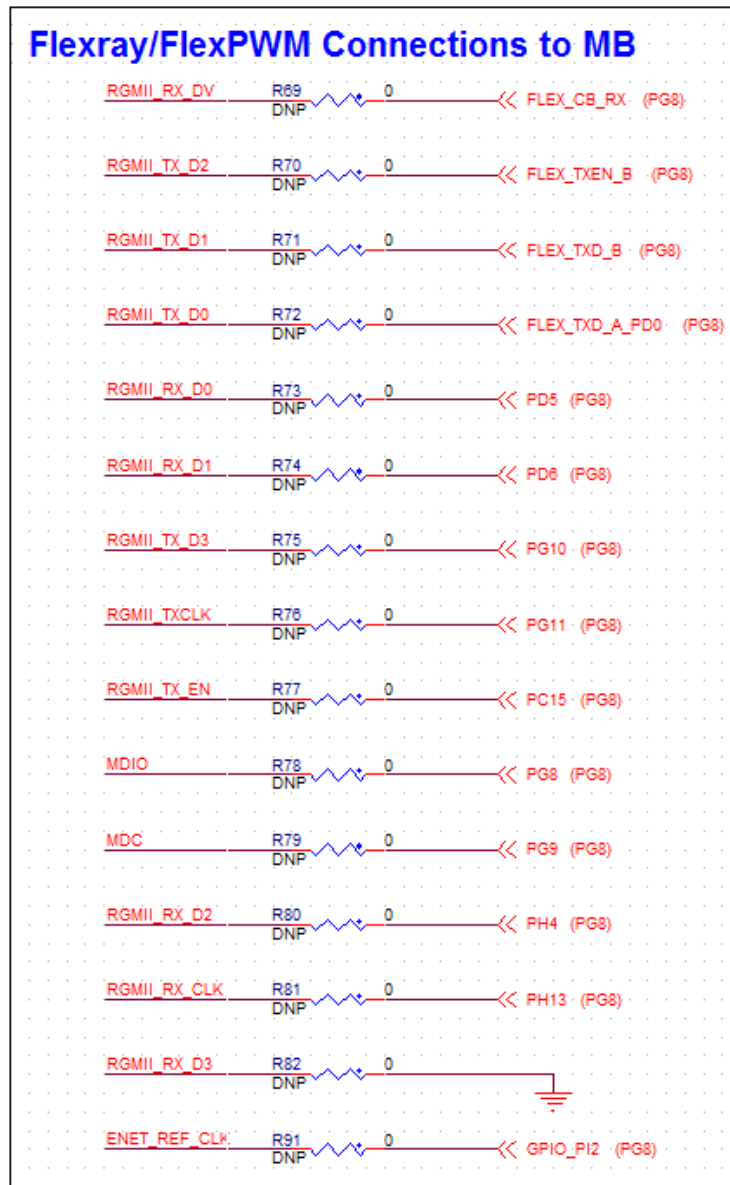 Flexray/FlexPWM Connections to MB
RGMII_RX_DV R69 0 FLEX_CB_RX (PG8)
DNP
RGMII_TX_D2 R70 0 FLEX_TXEN_B (PG8)
DNP
RGMII_TX_D1 R71 0 FLEX_TXD_B (PG8)
DNP
RGMII_TX_D0 R72 0 FLEX_TXD_A_PD0 (PG8)
DNP
RGMII_RX_D0 R73 0 PD5 (PG8)
DNP
RGMII_RX_D1 R74 0 PD6 (PG8)
DNP
RGMII_TX_D3 R75 0 PG10 (PG8)
DNP
RGMII_TXCLK R76 0 PG11 (PG8)
DNP
RGMII_TX_EN R77 0 PC15 (PG8)
DNP
MDIO R78 0 PG8 (PG8)
DNP
MDC R79 0 PG9 (PG8)
DNP
RGMII_RX_D2 R80 0 PH4 (PG8)
DNP
RGMII_RX_CLK R81 0 PH13 (PG8)
DNP
RGMII_RX_D3 R82 0
DNP
ENET_REF_CLK R91 0 GPIO_PI2 (PG8)
DNP